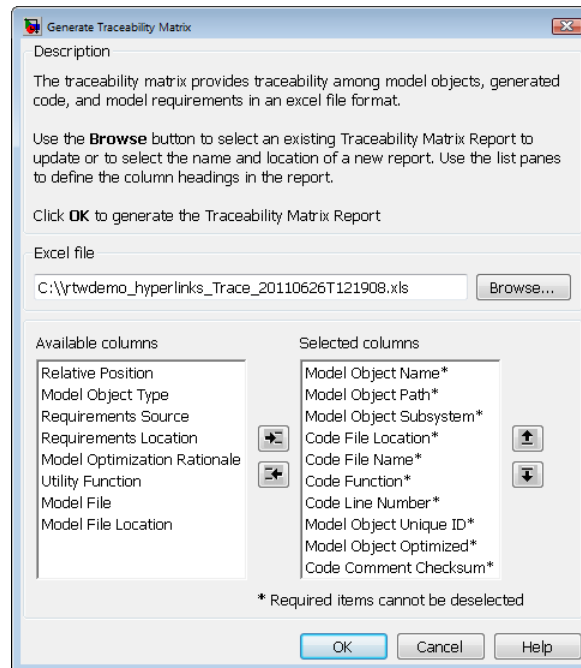 Generate Traceability Matrix
Description
The traceability matrix provides traceability among model objects, generated
code, and model requirements in an excel file format.
Use the Browse button to select an existing Traceability Matrix Report to
update or to select the name and location of a new report. Use the list panes
to define the column headings in the report.
Click OK to generate the Traceability Matrix Report
Excel file
C:\\rtwdemo_hyperlinks_Trace_20110626T121908.xls
Browse...
Available columns
Relative Position
Model Object Type
Requirements Source
Requirements Location
Model Optimization Rationale
Utility Function
Model File
Model File Location
Selected columns
Model Object Name*
Model Object Path*
Model Object Subsystem*
Code File Location*
Code File Name*
Code Function*
Code Line Number*
Model Object Unique ID*
Model Object Optimized*
Code Comment Checksum*
* Required items cannot be deselected
OK
Cancel
Help